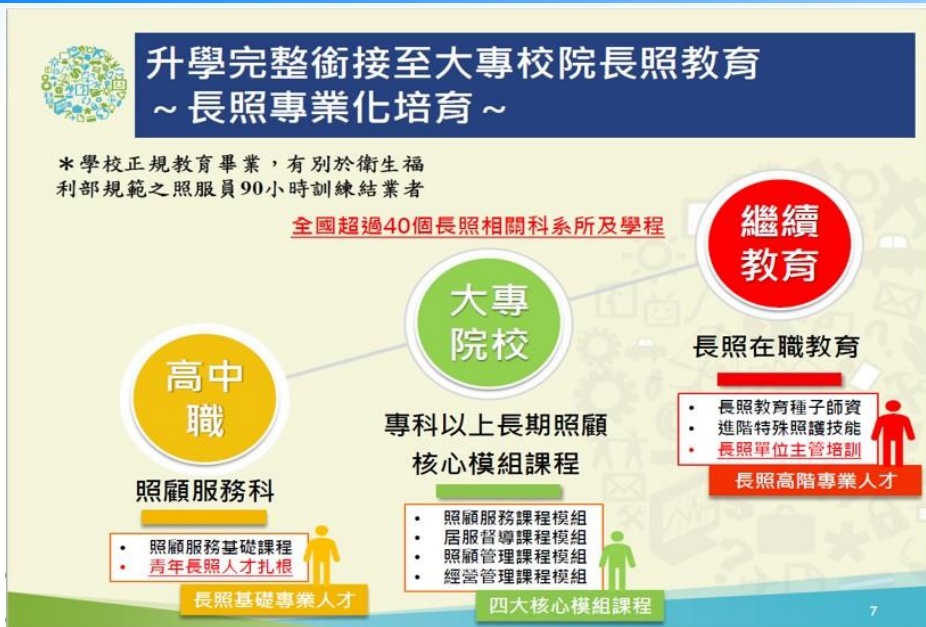 升學完整銜接至大專校院長照教育
～長照專業化培育～
＊學校正規教育畢業，有別於衛生福
利部規範之照服員90小時訓練結業者
全國超過40個長照相關科系所及學程
高中
職
照顧服務科
• 照顧服務基礎課程
• 青年長照人才扎根
長照基礎專業人才
大專
院校
專科以上長期照顧
核心模組課程
• 照顧服務課程模組
• 居服督導課程模組
• 照顧管理課程模組
• 經營管理課程模組
四大核心模組課程
繼續
教育
長照在職教育
• 長照教育種子師資
• 進階特殊照護技能
• 長照單位主管培訓
長照高階專業人才
7